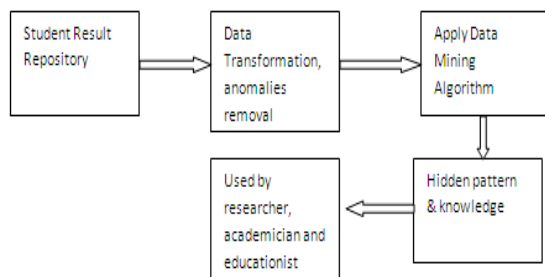 Student Result
Repository
Data
Transformation,
anomalies
removal
Apply Data
Mining
Algorithm
Hidden pattern
& knowledge
Used by
researcher,
academician and
educationist